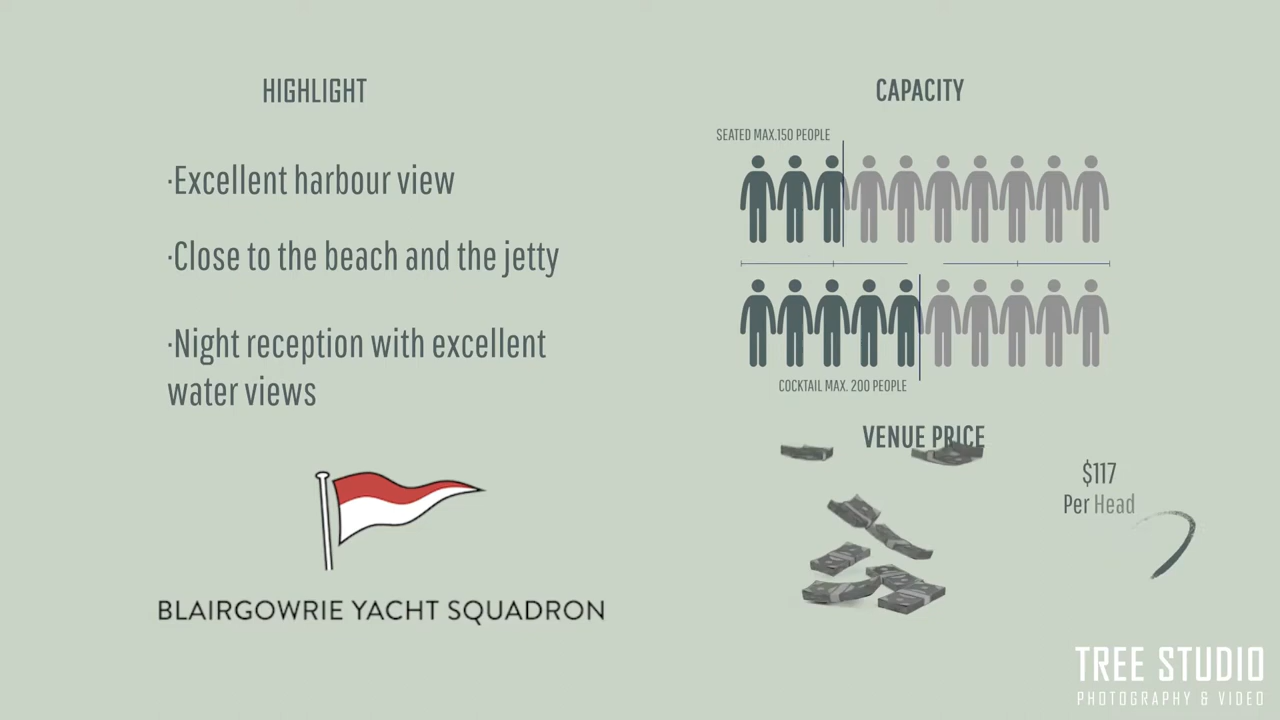 HIGHLIGHT
·Excellent harbour view
·Close to the beach and the jetty
·Night reception with excellent
water views
BLAIRGOWRIE YACHT SQUADRON
CAPACITY
SEATED MAX.150 PEOPLE
COCKTAIL MAX. 200 PEOPLE
VENUE PRICE
$117
Per Head
TREE STUDIO
PHOTOGRAPHY & VIDEO